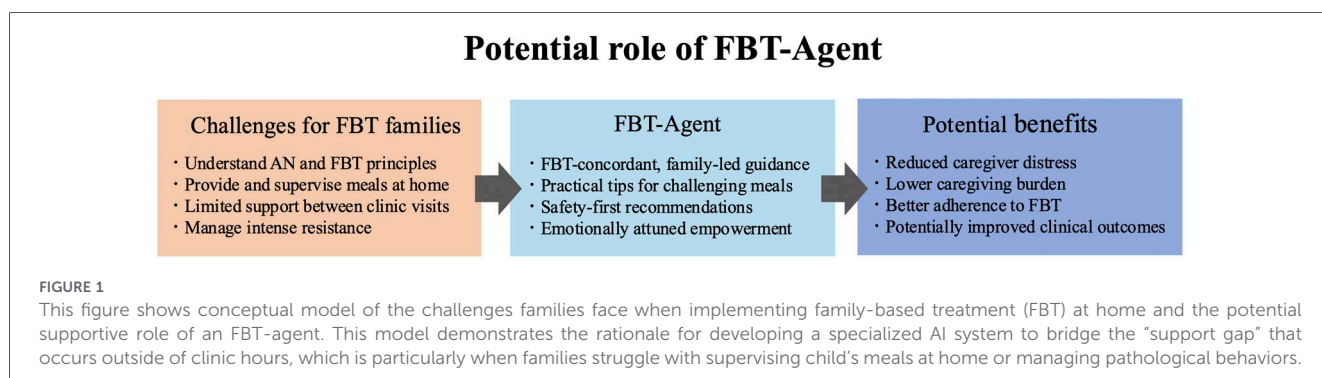 Potential role of FBT-Agent
Challenges for FBT families
・Understand AN and FBT principles
・Provide and supervise meals at home
・Limited support between clinic visits
・Manage intense resistance
FBT-Agent
・FBT-concordant, family-led guidance
・Practical tips for challenging meals
・Safety-first recommendations
・Emotionally attuned empowerment
Potential benefits
・Reduced caregiver distress
・Lower caregiving burden
・Better adherence to FBT
・Potentially improved clinical outcomes
FIGURE 1
This figure shows conceptual model of the challenges families face when implementing family-based treatment (FBT) at home and the potential
supportive role of an FBT-agent. This model demonstrates the rationale for developing a specialized AI system to bridge the “support gap” that
occurs outside of clinic hours, which is particularly when families struggle with supervising child's meals at home or managing pathological behaviors.